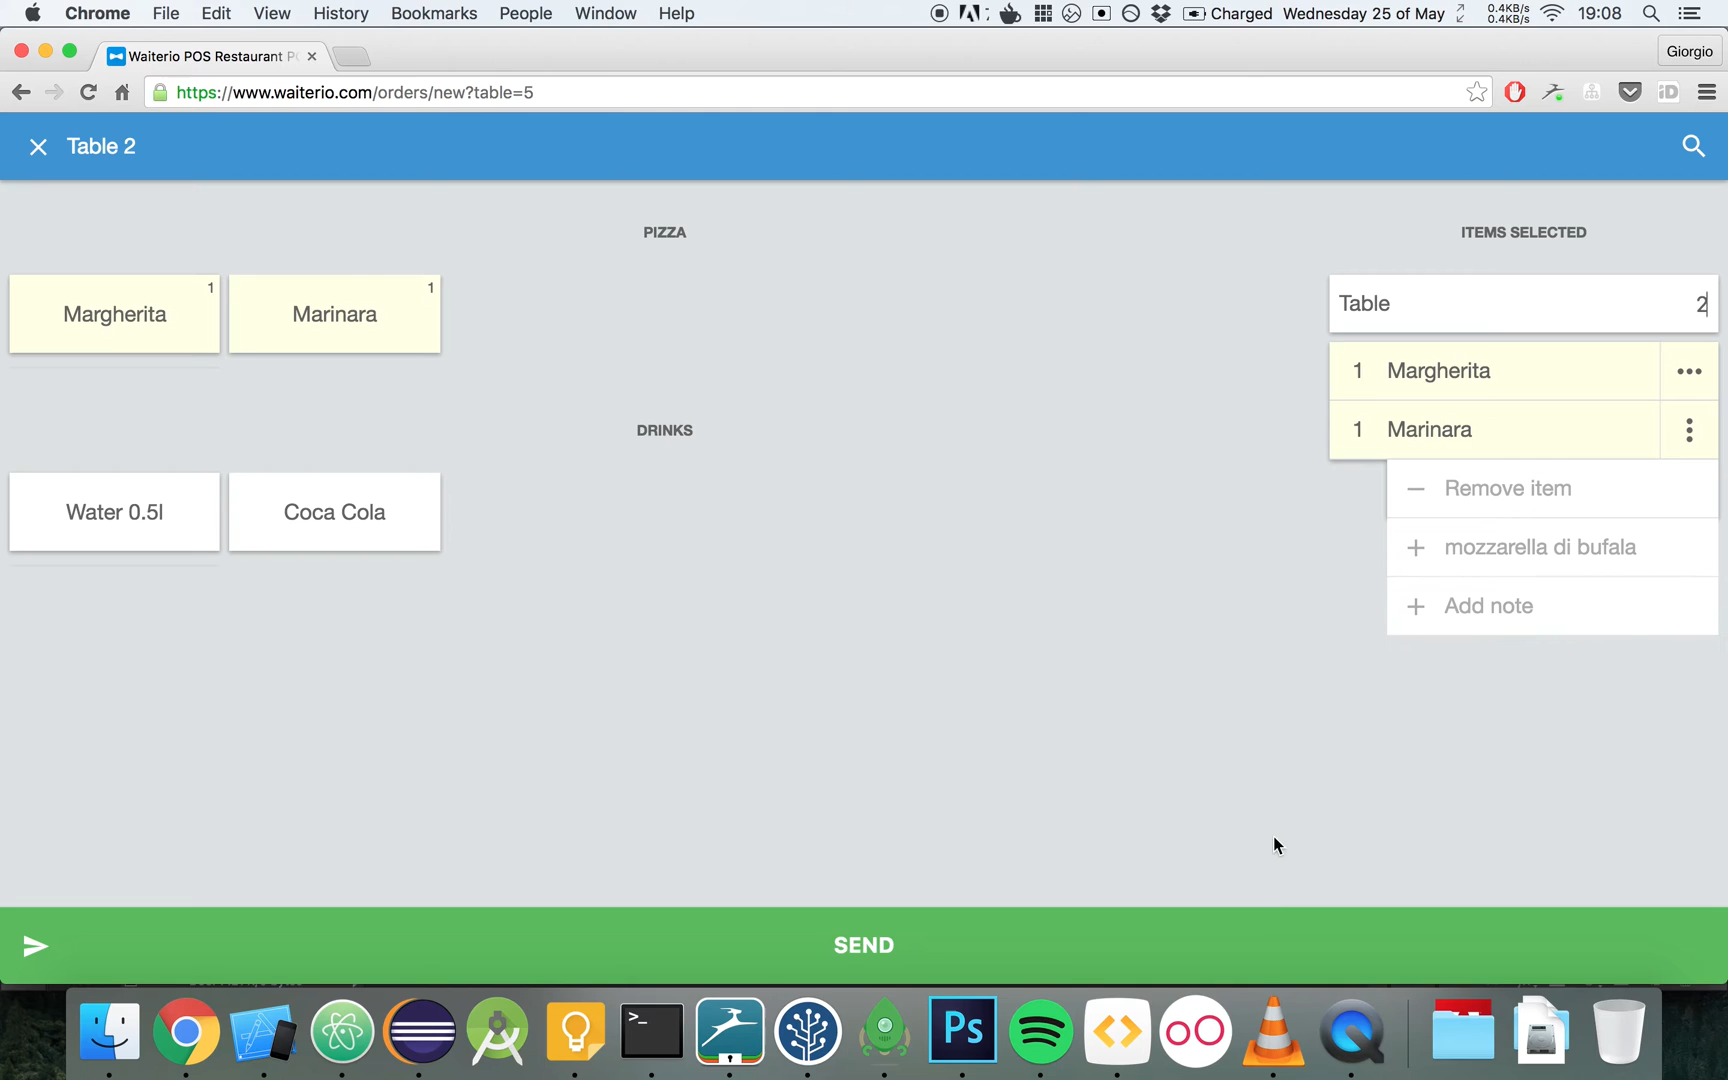 Chrome File Edit View History Bookmarks People Window Help Charged Wednesday 25 of May 0.4KB/s 0.4KB/s 19:08
Waiterio POS Restaurant P
Giorgio
https://www.waiterio.com/orders/new?table=5
Table 2
PIZZA
ITEMS SELECTED
Margherita 1
Marinara 1
Table 2
1 Margherita
1 Marinara
DRINKS
Water 0.5l
Coca Cola
Remove item
mozzarella di bufala
Add note
SEND
Ps